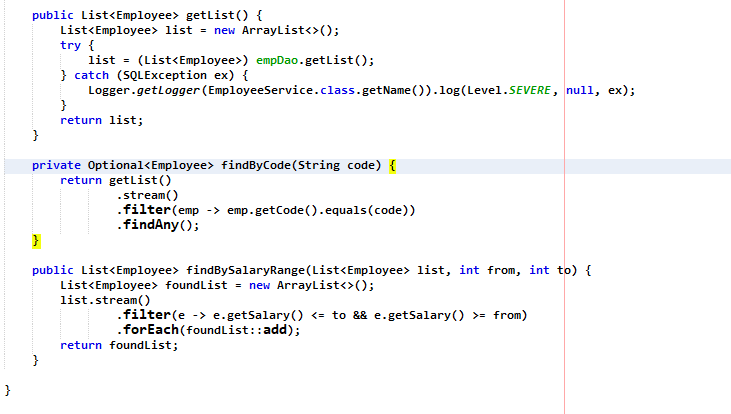 public List<Employee> getList() {
List<Employee> list = new ArrayList<>();
try {
list = (List<Employee>) empDao.getList();
} catch (SQLException ex) {
Logger.getLogger(EmployeeService.class.getName()).log(Level.SEVERE, null, ex);
}
return list;
}
private Optional<Employee> findByCode(String code) {
return getList()
.stream()
.filter(emp -> emp.getCode().equals(code))
.findAny();
}
public List<Employee> findBySalaryRange(List<Employee> list, int from, int to) {
List<Employee> foundList = new ArrayList<>();
list.stream()
.filter(e -> e.getSalary() <= to && e.getSalary() >= from)
.forEach(foundList::add);
return foundList;
}
}